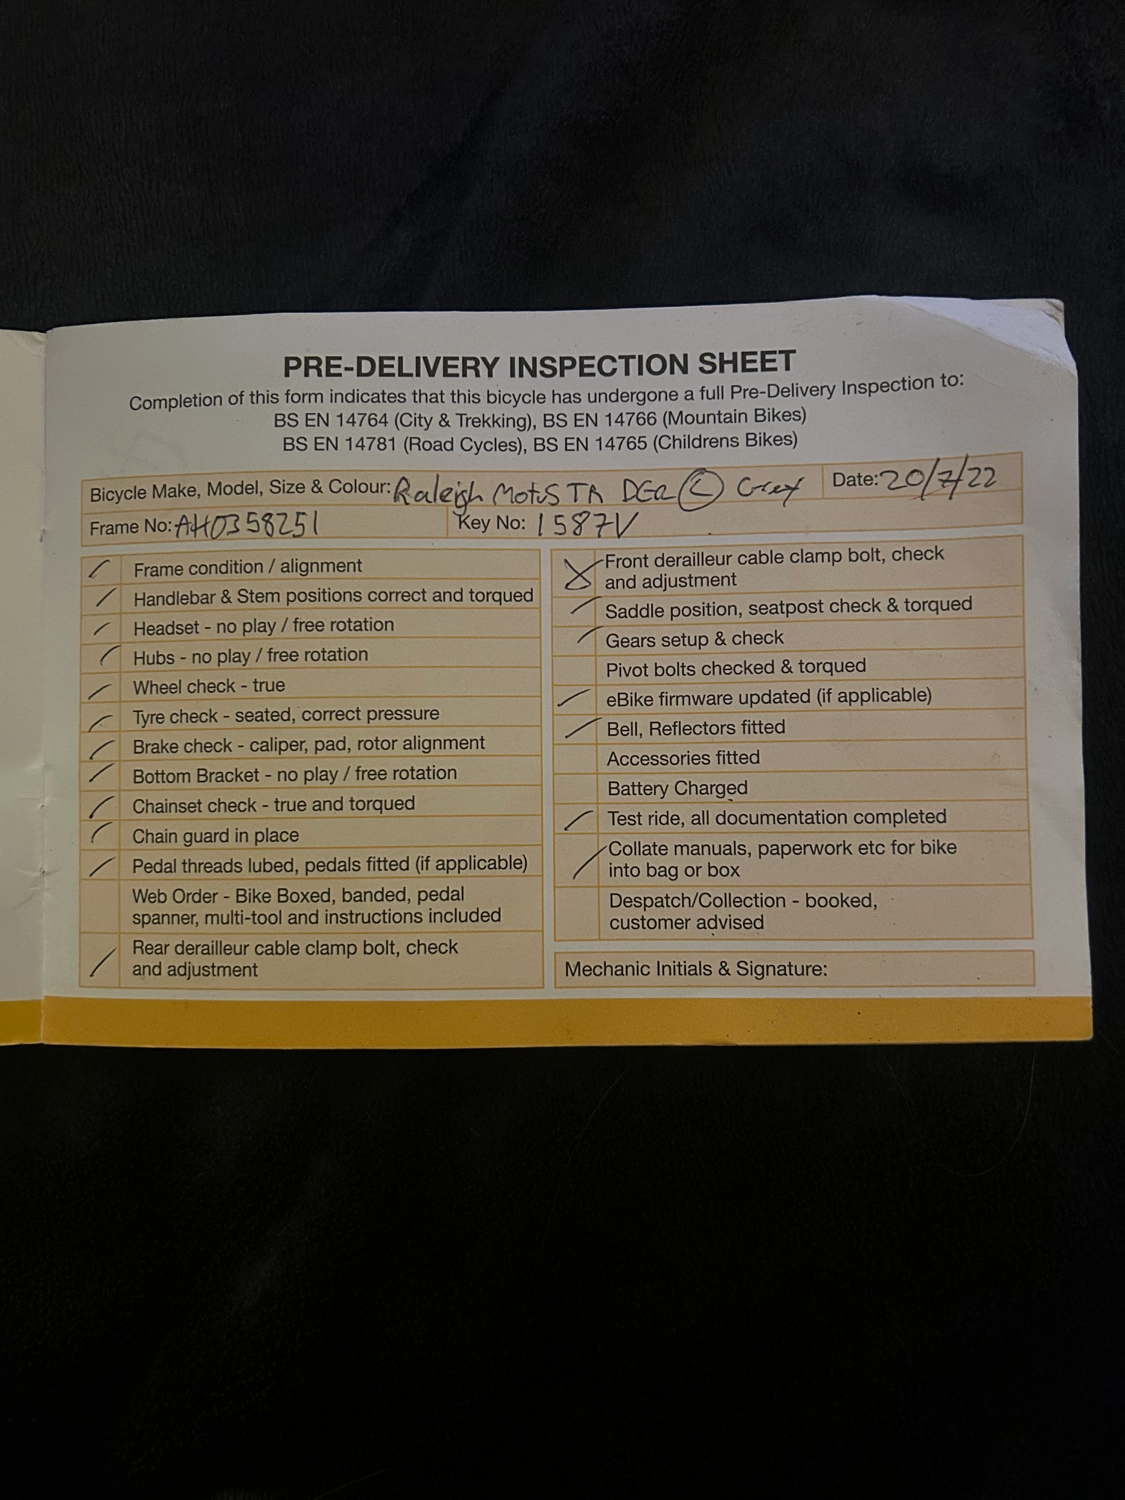 PRE-DELIVERY INSPECTION SHEET
Completion of this form indicates that this bicycle has undergone a full Pre-Delivery Inspection to:
BS EN 14764 (City & Trekking), BS EN 14766 (Mountain Bikes)
BS EN 14781 (Road Cycles), BS EN 14765 (Childrens Bikes)
Bicycle Make, Model, Size & Colour: Raleigh Motus TA DER L Grey Date: 20/7/22
Frame No: AH0358251 Key No: 1587V
Frame condition / alignment
Handlebar & Stem positions correct and torqued
Headset - no play / free rotation
Hubs - no play / free rotation
Wheel check - true
Tyre check - seated, correct pressure
Brake check - caliper, pad, rotor alignment
Bottom Bracket - no play / free rotation
Chainset check - true and torqued
Chain guard in place
Pedal threads lubed, pedals fitted (if applicable)
Web Order - Bike Boxed, banded, pedal
spanner, multi-tool and instructions included
Rear derailleur cable clamp bolt, check
and adjustment
Front derailleur cable clamp bolt, check
and adjustment
Saddle position, seatpost check & torqued
Gears setup & check
Pivot bolts checked & torqued
eBike firmware updated (if applicable)
Bell, Reflectors fitted
Accessories fitted
Battery Charged
Test ride, all documentation completed
Collate manuals, paperwork etc for bike
into bag or box
Despatch/Collection - booked,
customer advised
Mechanic Initials & Signature: